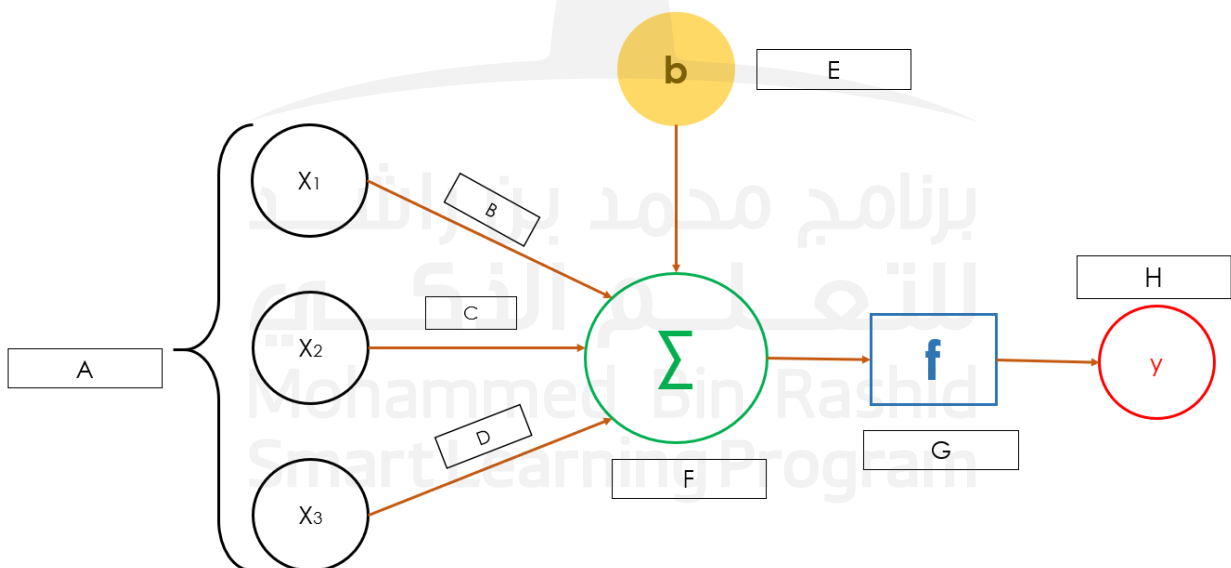 b
E
X1
B
برنامج محمد بن راشد
للتعلم الذكي
C
H
X2
∑
f
y
A
Mohammed Bin Rashid
D
G
Smart Learning Program
F
X3